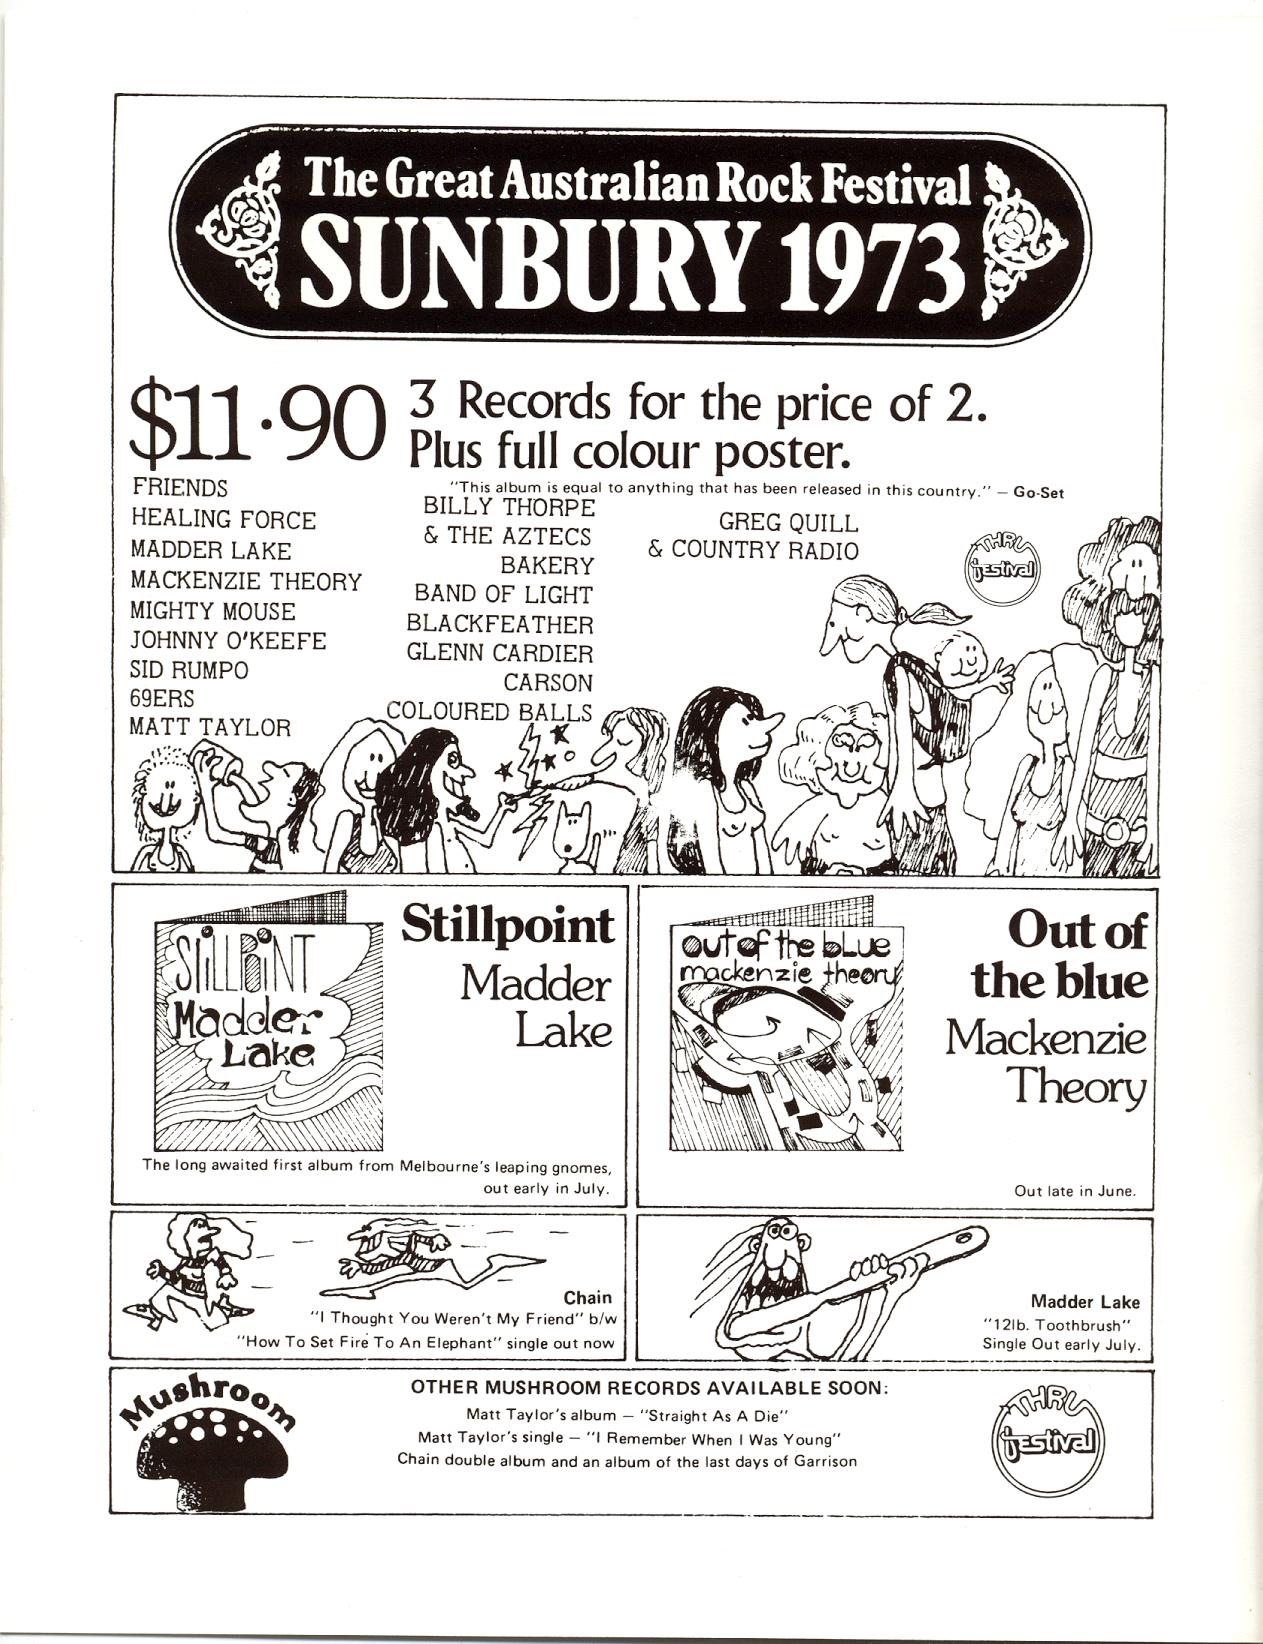 The Great Australian Rock Festival
SUNBURY 1973
$11·90
3 Records for the price of 2.
Plus full colour poster.
"This album is equal to anything that has been released in this country." – Go-Set
FRIENDS
HEALING FORCE
MADDER LAKE
MACKENZIE THEORY
MIGHTY MOUSE
JOHNNY O'KEEFE
SID RUMPO
69ERS
MATT TAYLOR
BILLY THORPE
& THE AZTECS
BAKERY
BAND OF LIGHT
BLACKFEATHER
GLENN CARDIER
CARSON
COLOURED BALLS
GREG QUILL
& COUNTRY RADIO
THRU
festival
STILLPOINT
Madder
Lake
Stillpoint
Madder
Lake
The long awaited first album from Melbourne's leaping gnomes,
out early in July.
out of the blue
mackenzie theory
Out of
the blue
Mackenzie
Theory
Out late in June.
Chain
"I Thought You Weren't My Friend" b/w
"How To Set Fire To An Elephant" single out now
Madder Lake
"12lb. Toothbrush"
Single Out early July.
Mushroom
OTHER MUSHROOM RECORDS AVAILABLE SOON:
Matt Taylor's album – "Straight As A Die"
Matt Taylor's single – "I Remember When I Was Young"
Chain double album and an album of the last days of Garrison
THRU
festival